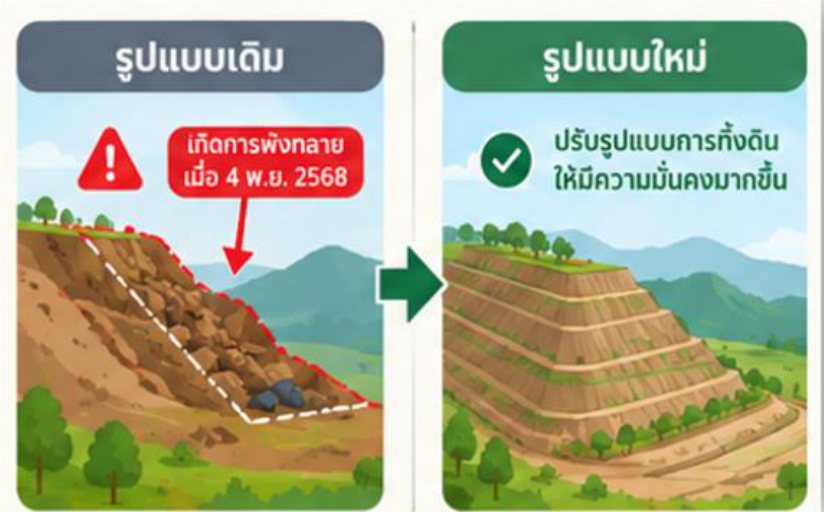 รูปแบบเดิม
เกิดการพังทลาย
เมื่อ 4 พ.ย. 2568
รูปแบบใหม่
ปรับรูปแบบการทิ้งดิน
ให้มีความมั่นคงมากขึ้น